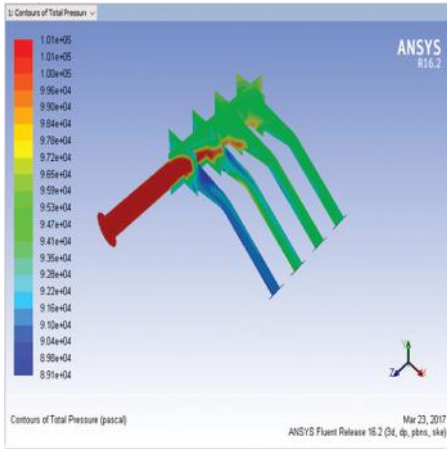 1: Contours of Total Pressun
ANSYS
R16.2
1.01e+05
1.01e+05
1.00e+05
9.96e+04
9.90e+04
9.84e+04
9.78e+04
9.72e+04
9.65e+04
9.59e+04
9.53e+04
9.47e+04
9.41e+04
9.35e+04
9.28e+04
9.22e+04
9.16e+04
9.10e+04
9.04e+04
8.98e+04
8.91e+04
Y
Z
X
Contours of Total Pressure (pascal)
Mar 23, 2017
ANSYS Fluent Release 16.2 (3d, dp, pbns, ske)